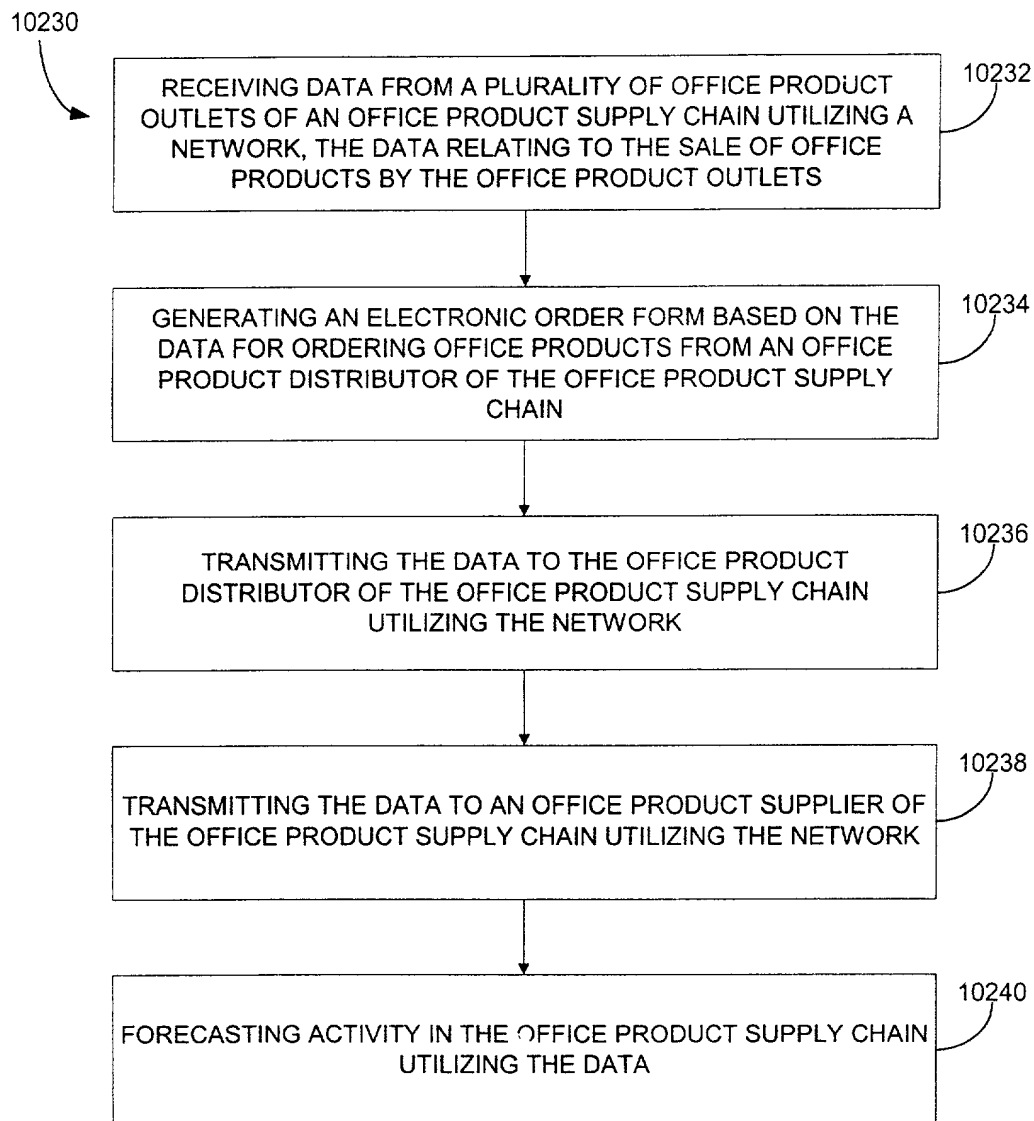 10230
10232
RECEIVING DATA FROM A PLURALITY OF OFFICE PRODUCT
OUTLETS OF AN OFFICE PRODUCT SUPPLY CHAIN UTILIZING A
NETWORK, THE DATA RELATING TO THE SALE OF OFFICE
PRODUCTS BY THE OFFICE PRODUCT OUTLETS
10234
GENERATING AN ELECTRONIC ORDER FORM BASED ON THE
DATA FOR ORDERING OFFICE PRODUCTS FROM AN OFFICE
PRODUCT DISTRIBUTOR OF THE OFFICE PRODUCT SUPPLY
CHAIN
10236
TRANSMITTING THE DATA TO THE OFFICE PRODUCT
DISTRIBUTOR OF THE OFFICE PRODUCT SUPPLY CHAIN
UTILIZING THE NETWORK
10238
TRANSMITTING THE DATA TO AN OFFICE PRODUCT SUPPLIER OF
THE OFFICE PRODUCT SUPPLY CHAIN UTILIZING THE NETWORK
10240
FORECASTING ACTIVITY IN THE OFFICE PRODUCT SUPPLY CHAIN
UTILIZING THE DATA